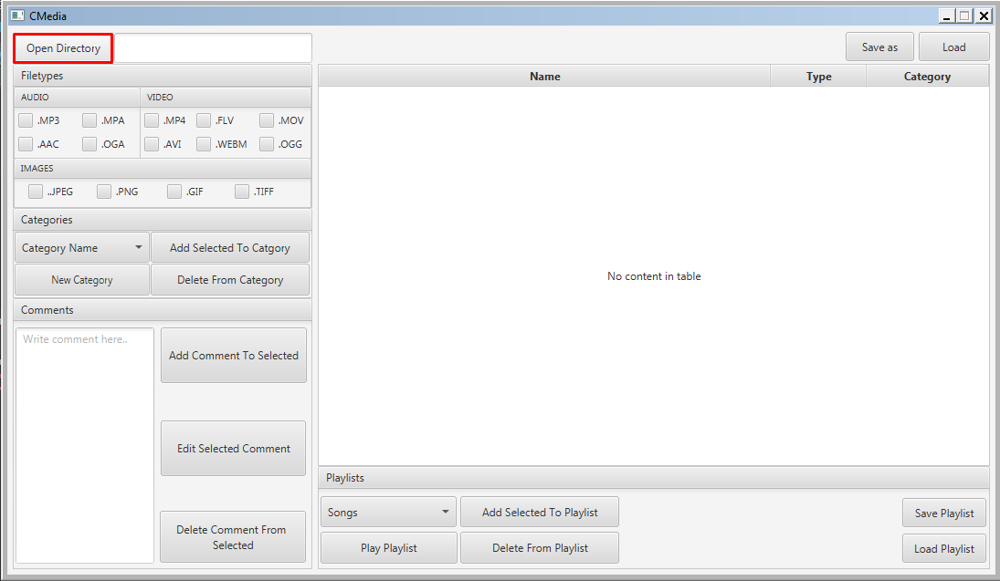 CMedia
Open Directory
Save as
Load
Filetypes
AUDIO
VIDEO
.MP3
.MPA
.MP4
.FLV
.MOV
.AAC
.OGA
.AVI
.WEBM
.OGG
IMAGES
..JPEG
.PNG
.GIF
.TIFF
Categories
Category Name
Add Selected To Catgory
New Category
Delete From Category
Comments
Write comment here..
Add Comment To Selected
Edit Selected Comment
Delete Comment From
Selected
Name
Type
Category
No content in table
Playlists
Songs
Add Selected To Playlist
Save Playlist
Play Playlist
Delete From Playlist
Load Playlist